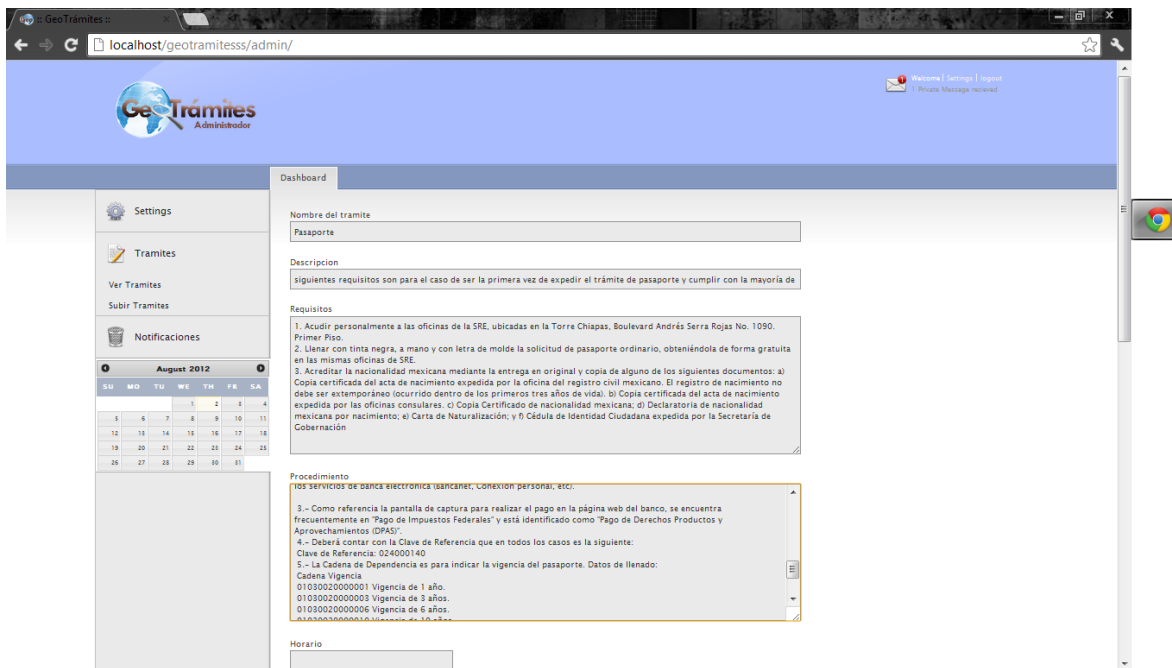 :: GeoTrámites ::
localhost/geotramitesss/admin/
GeoTrámites
Administrador
1
Welcome | Settings | logout
1 Private Message recieved
Dashboard
Settings
Tramites
Ver Tramites
Subir Tramites
Notificaciones
August 2012
SU MO TU WE TH FR SA
1 2 3 4
5 6 7 8 9 10 11
12 13 14 15 16 17 18
19 20 21 22 23 24 25
26 27 28 29 30 31
Nombre del tramite
Pasaporte
Descripcion
siguientes requisitos son para el caso de ser la primera vez de expedir el trámite de pasaporte y cumplir con la mayoría de
Requisitos
1. Acudir personalmente a las oficinas de la SRE, ubicadas en la Torre Chiapas, Boulevard Andrés Serra Rojas No. 1090.
Primer Piso.
2. Llenar con tinta negra, a mano y con letra de molde la solicitud de pasaporte ordinario, obteniéndola de forma gratuita
en las mismas oficinas de SRE.
3. Acreditar la nacionalidad mexicana mediante la entrega en original y copia de alguno de los siguientes documentos: a)
Copia certificada del acta de nacimiento expedida por la oficina del registro civil mexicano. El registro de nacimiento no
debe ser extemporáneo (ocurrido dentro de los primeros tres años de vida). b) Copia certificada del acta de nacimiento
expedida por las oficinas consulares. c) Copia Certificado de nacionalidad mexicana; d) Declaratoria de nacionalidad
mexicana por nacimiento; e) Carta de Naturalización; y f) Cédula de Identidad Ciudadana expedida por la Secretaría de
Gobernación
Procedimiento
los servicios de banca electrónica (Bancanet, Conexión personal, etc).
3.- Como referencia la pantalla de captura para realizar el pago en la página web del banco, se encuentra
frecuentemente en "Pago de Impuestos Federales" y está identificado como "Pago de Derechos Productos y
Aprovechamientos (DPAS)".
4.- Deberá contar con la Clave de Referencia que en todos los casos es la siguiente:
Clave de Referencia: 024000140
5.- La Cadena de Dependencia es para indicar la vigencia del pasaporte. Datos de llenado:
Cadena Vigencia
01030020000001 Vigencia de 1 año.
01030020000003 Vigencia de 3 años.
01030020000006 Vigencia de 6 años.
01030020000010 Vigencia de 10 años
Horario